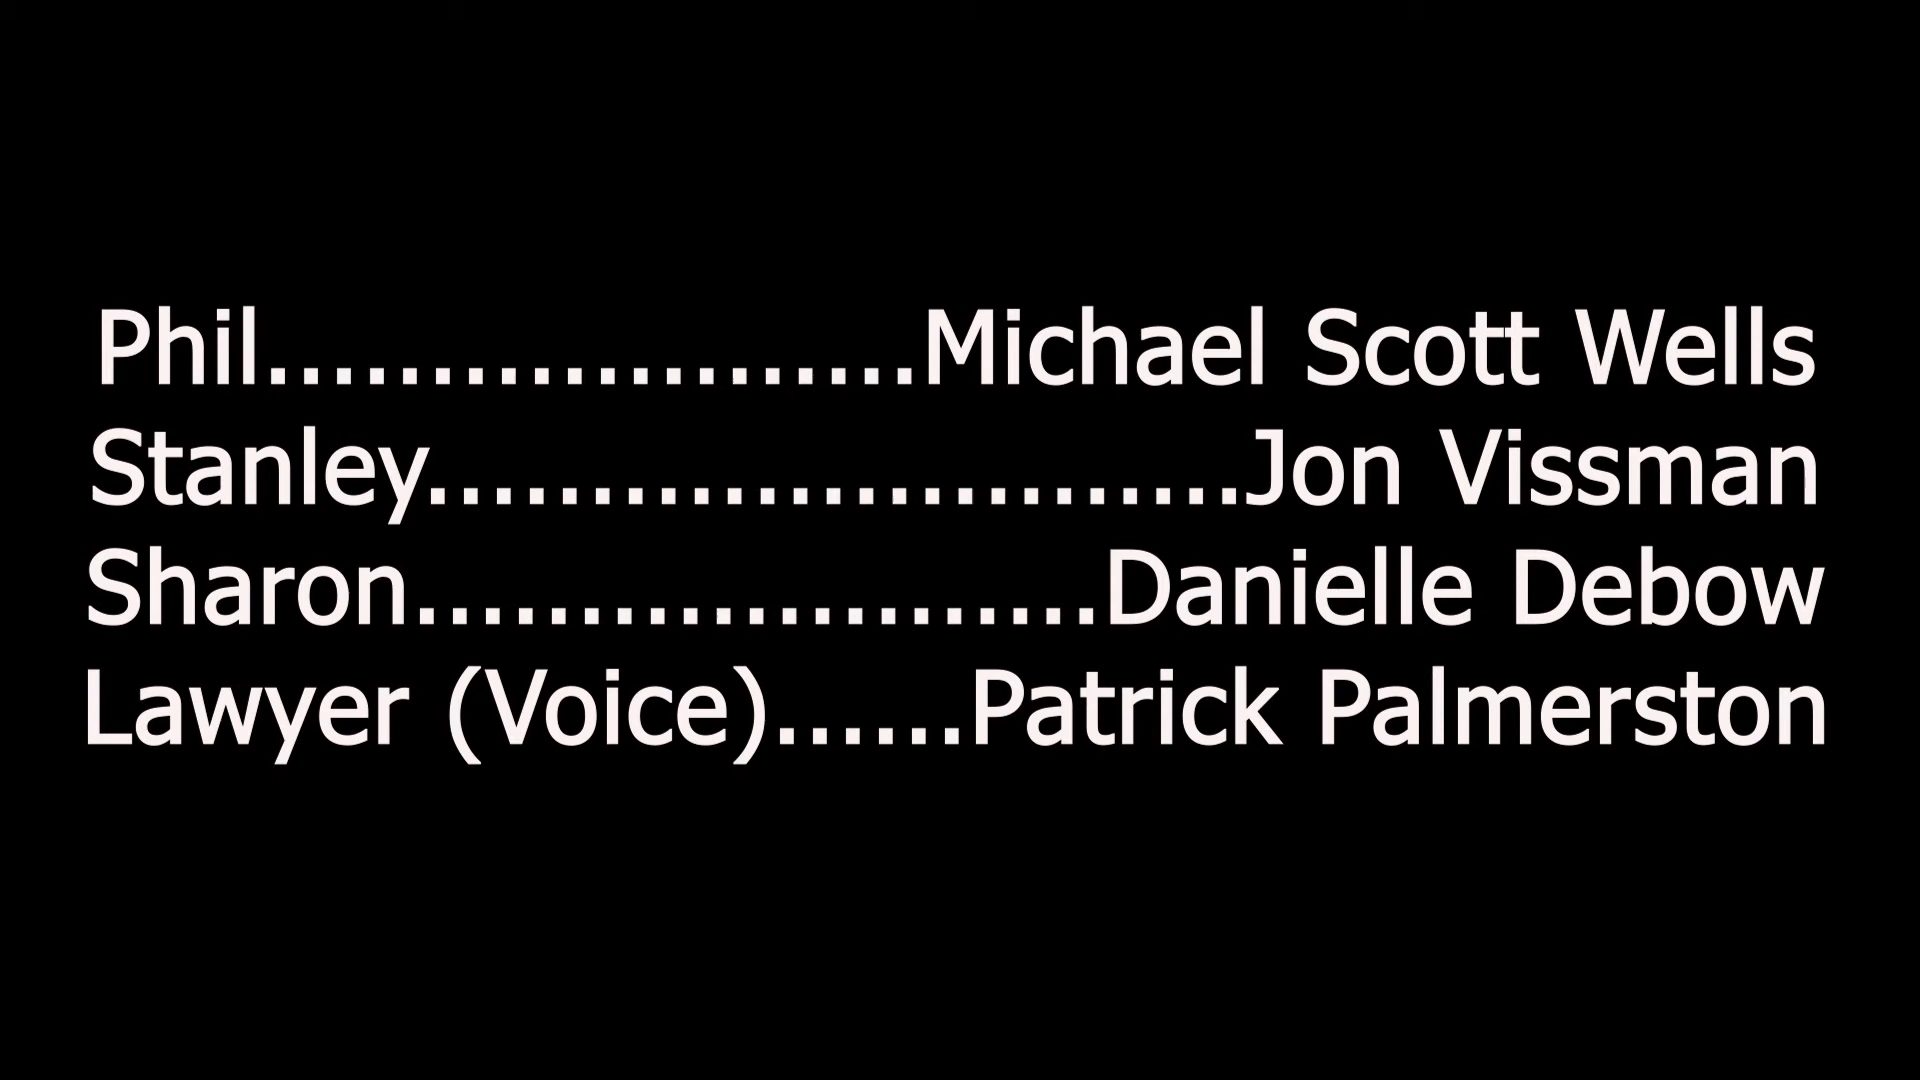 Phil....................Michael Scott Wells
Stanley.........................Jon Vissman
Sharon.....................Danielle Debow
Lawyer (Voice)......Patrick Palmerston